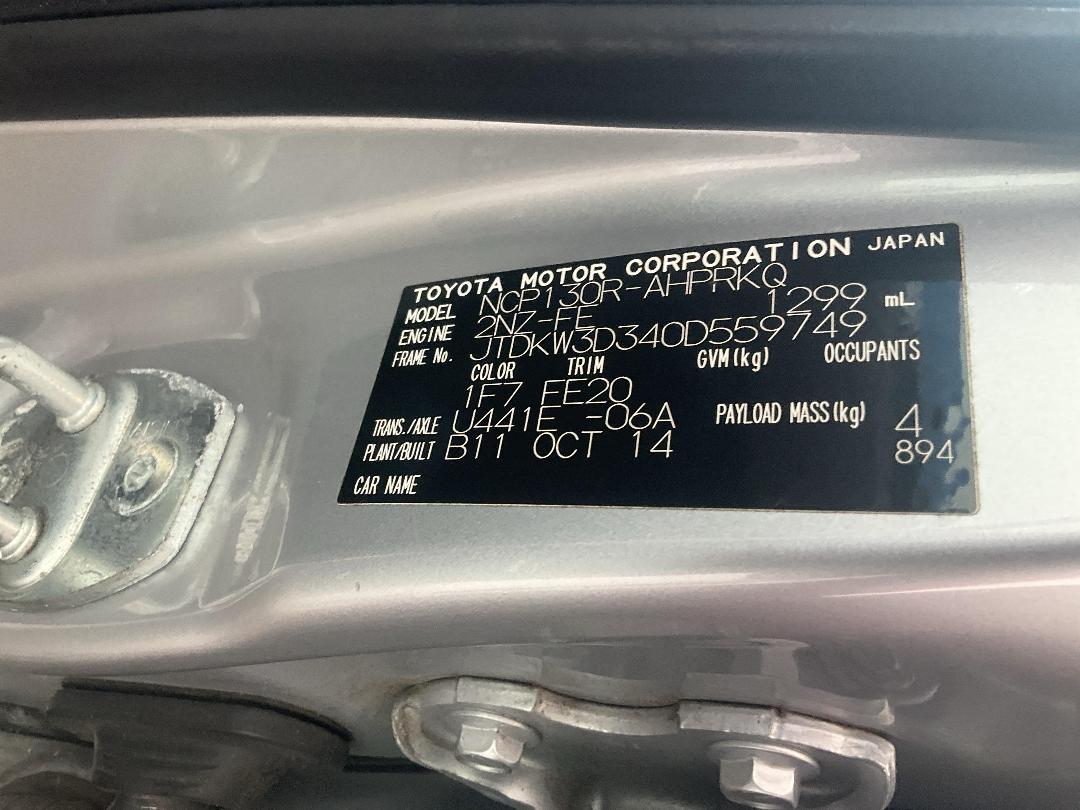 TOYOTA MOTOR CORPORATION JAPAN
MODEL NCP130R-AHPRKQ
ENGINE 2NZ-FE 1299 mL
FRAME No. JTDKW3D340D559749
COLOR TRIM GVM(kg) OCCUPANTS
1F7 EE20
TRANS./AXLE U441E -06A PAYLOAD MASS(kg) 4
PLANT/BUILT B11 OCT 14 894
CAR NAME